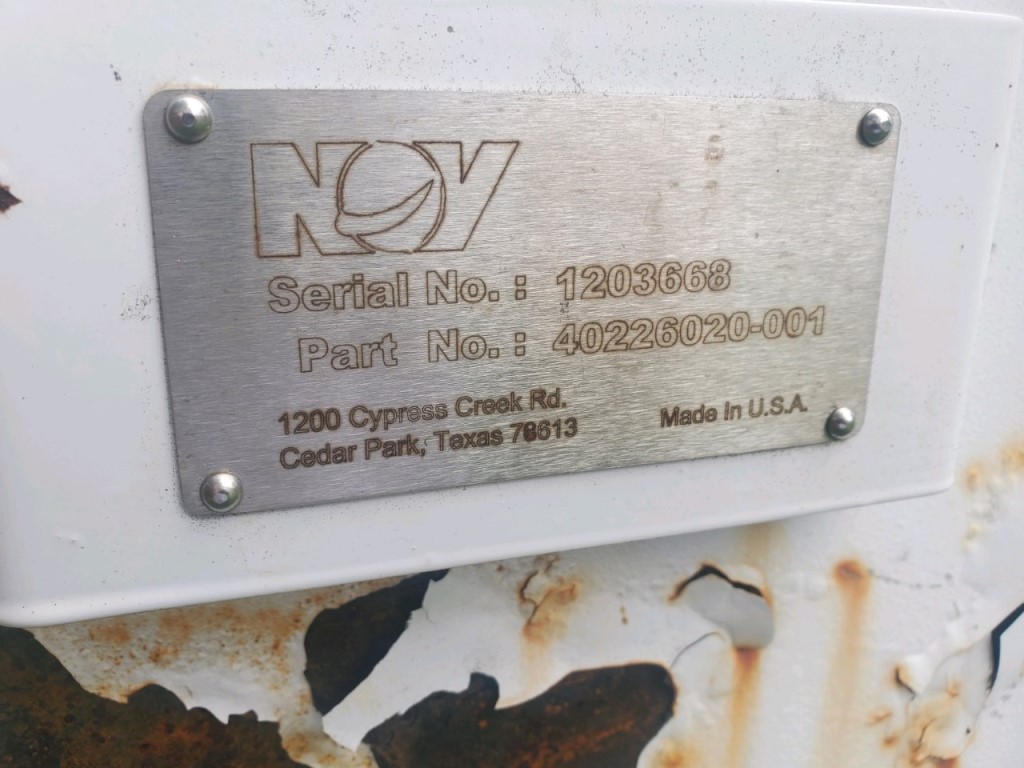 NOV
Serial No. : 1203668
Part No. : 40226020-001
1200 Cypress Creek Rd.
Cedar Park, Texas 78613
Made In U.S.A.